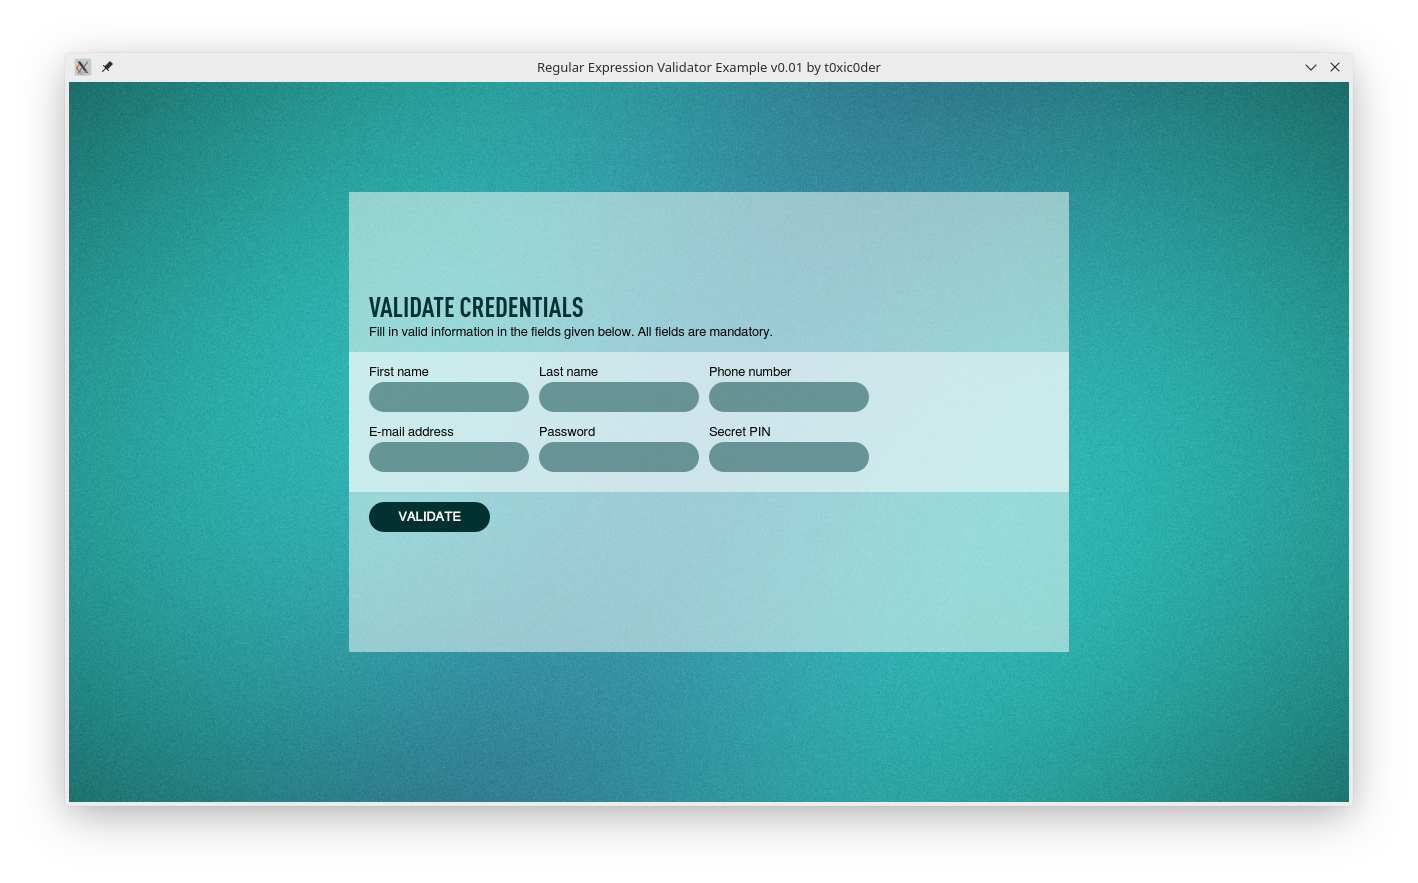 Regular Expression Validator Example v0.01 by t0xic0der
VALIDATE CREDENTIALS
Fill in valid information in the fields given below. All fields are mandatory.
First name Last name Phone number
E-mail address Password Secret PIN
VALIDATE